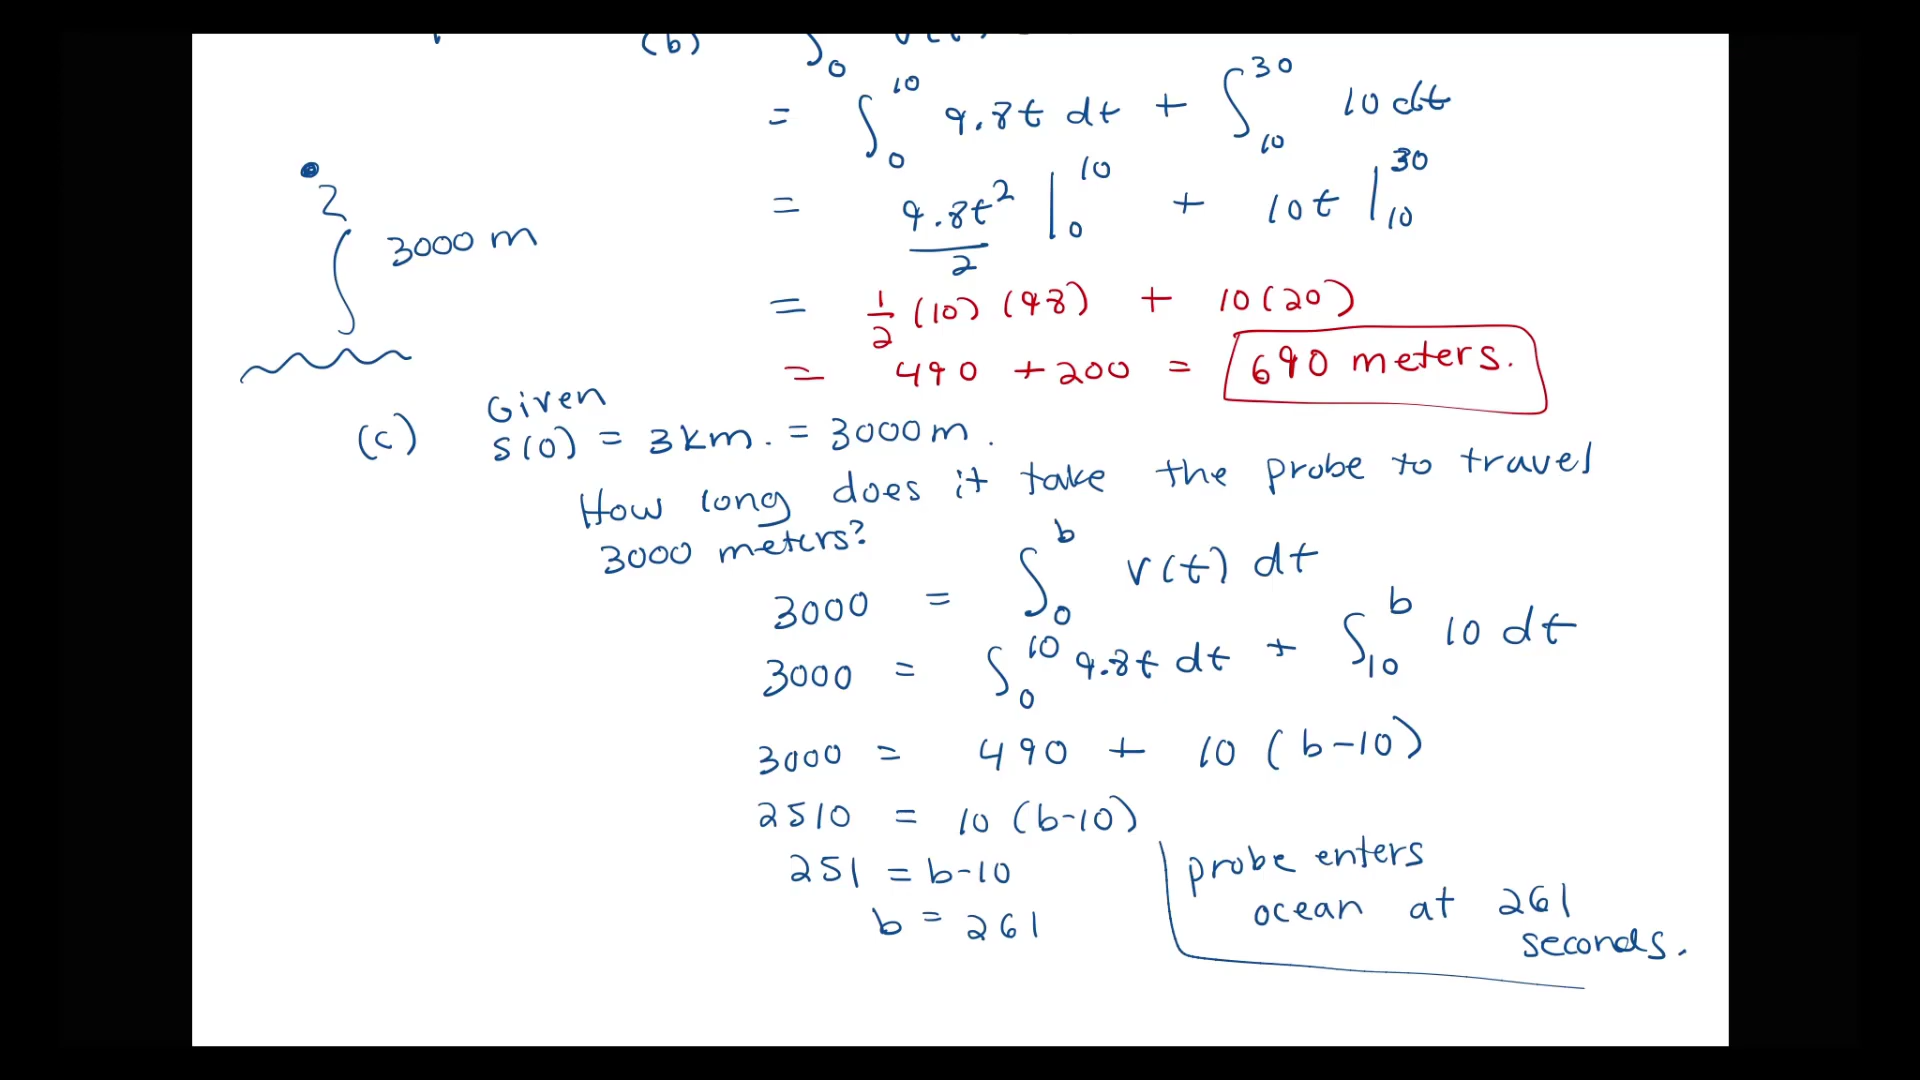 (b) ∫₀ v(t)
= ∫₀¹⁰ 9.8t dt + ∫₁₀³⁰ 10 dt
= 9.8t²/2 |₀¹⁰ + 10t |₁₀³⁰
3000 m
= 1/2 (10) (98) + 10(20)
= 490 + 200 = 690 meters.
(c) Given
s(0) = 3km. = 3000m.
How long does it take the probe to travel
3000 meters?
3000 = ∫₀ᵇ v(t) dt
3000 = ∫₀¹⁰ 9.8t dt + ∫₁₀ᵇ 10 dt
3000 = 490 + 10 (b-10)
2510 = 10 (b-10)
251 = b-10
b = 261
probe enters
ocean at 261
seconds.